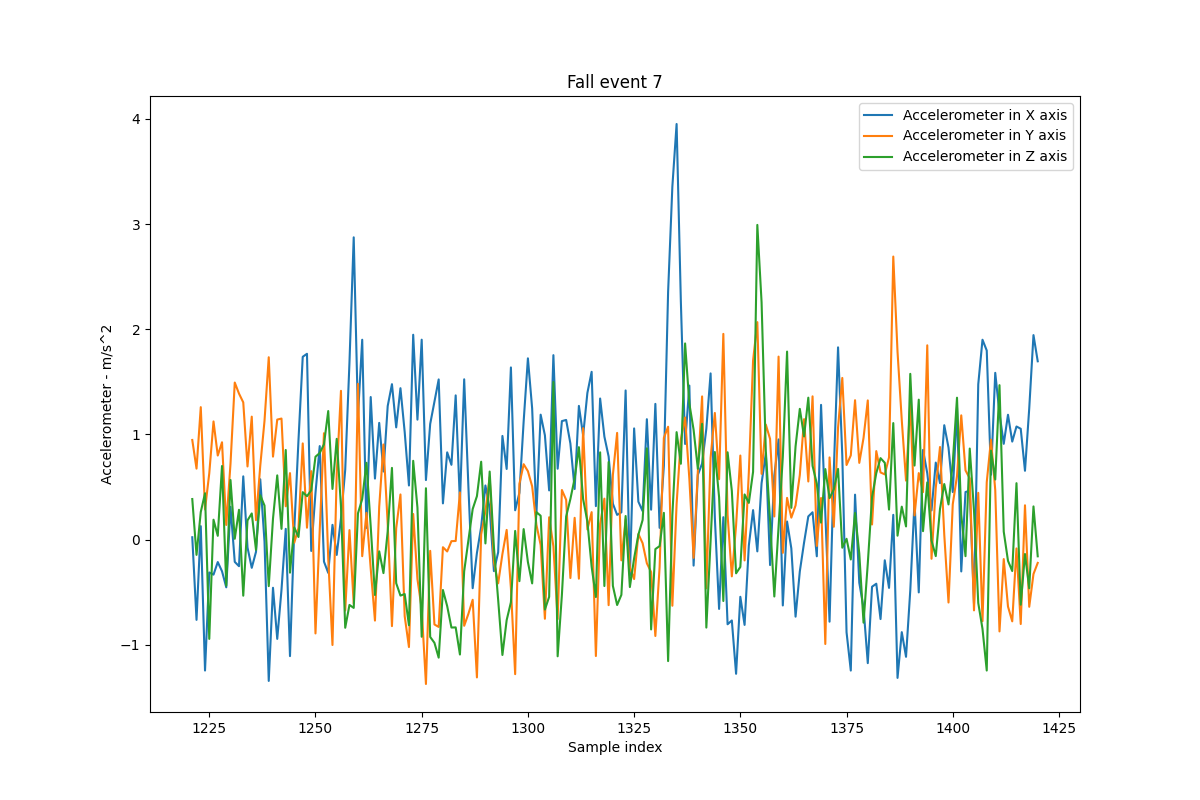 Fall event 7
Accelerometer in X axis
Accelerometer in Y axis
Accelerometer in Z axis
4
3
2
1
0
−1
Accelerometer - m/s^2
1225 1250 1275 1300 1325 1350 1375 1400 1425
Sample index